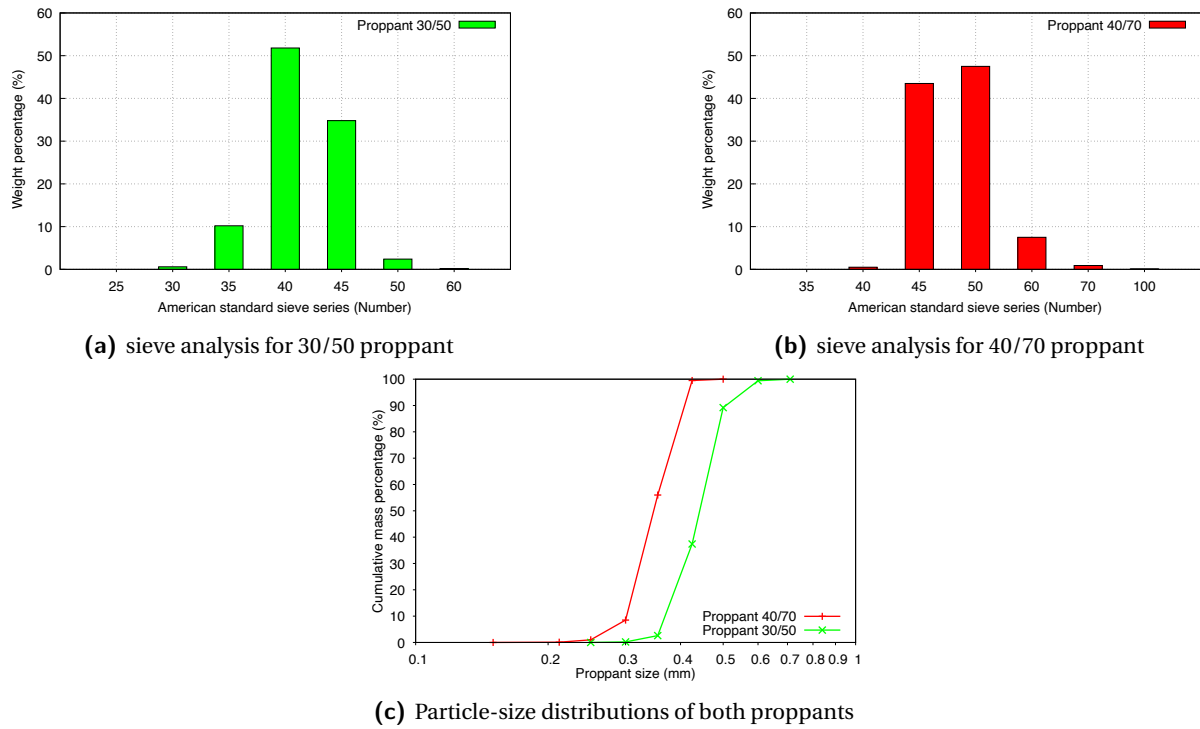 60
50
40
30
20
10
0
Weight percentage (%)
Proppant 30/50
25 30 35 40 45 50 60
American standard sieve series (Number)
(a) sieve analysis for 30/50 proppant
60
50
40
30
20
10
0
Weight percentage (%)
Proppant 40/70
35 40 45 50 60 70 100
American standard sieve series (Number)
(b) sieve analysis for 40/70 proppant
100
90
80
70
60
50
40
30
20
10
0
Cumulative mass percentage (%)
Proppant 40/70
Proppant 30/50
0.1 0.2 0.3 0.4 0.5 0.6 0.7 0.8 0.9 1
Proppant size (mm)
(c) Particle-size distributions of both proppants